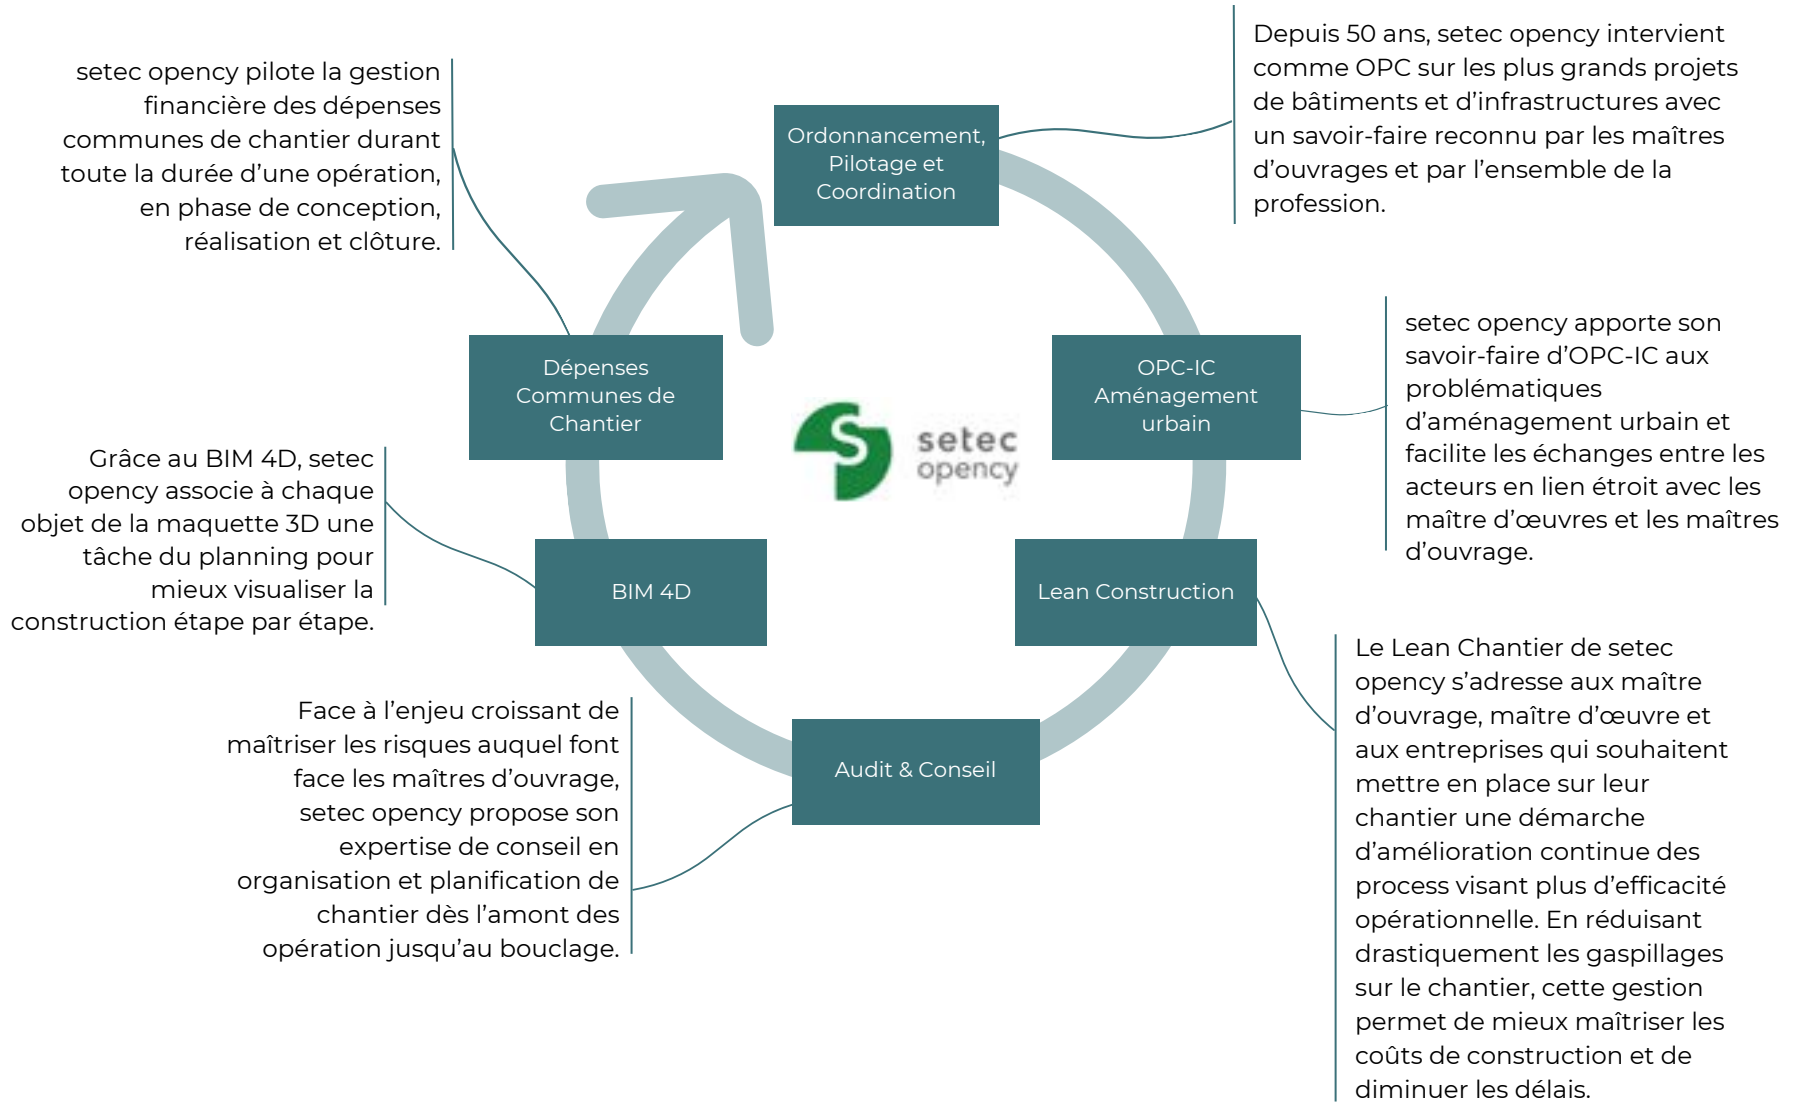 Depuis 50 ans, setec opency intervient
comme OPC sur les plus grands projets
de bâtiments et d’infrastructures avec
un savoir-faire reconnu par les maîtres
d’ouvrages et par l’ensemble de la
profession.
setec opency pilote la gestion
financière des dépenses
communes de chantier durant
toute la durée d’une opération,
en phase de conception,
réalisation et clôture.
Ordonnancement,
Pilotage et
Coordination
setec opency apporte son
savoir-faire d’OPC-IC aux
problématiques
d’aménagement urbain et
facilite les échanges entre les
acteurs en lien étroit avec les
maître d’œuvres et les maîtres
d’ouvrage.
Dépenses
Communes de
Chantier
OPC-IC
Aménagement
urbain
S
setec
opency
Grâce au BIM 4D, setec
opency associe à chaque
objet de la maquette 3D une
tâche du planning pour
mieux visualiser la
construction étape par étape.
BIM 4D
Lean Construction
Le Lean Chantier de setec
opency s’adresse aux maître
d’ouvrage, maître d’œuvre et
aux entreprises qui souhaitent
mettre en place sur leur
chantier une démarche
d’amélioration continue des
process visant plus d’efficacité
opérationnelle. En réduisant
drastiquement les gaspillages
sur le chantier, cette gestion
permet de mieux maîtriser les
coûts de construction et de
diminuer les délais.
Face à l’enjeu croissant de
maîtriser les risques auquel font
face les maîtres d’ouvrage,
setec opency propose son
expertise de conseil en
organisation et planification de
chantier dès l’amont des
opération jusqu’au bouclage.
Audit & Conseil